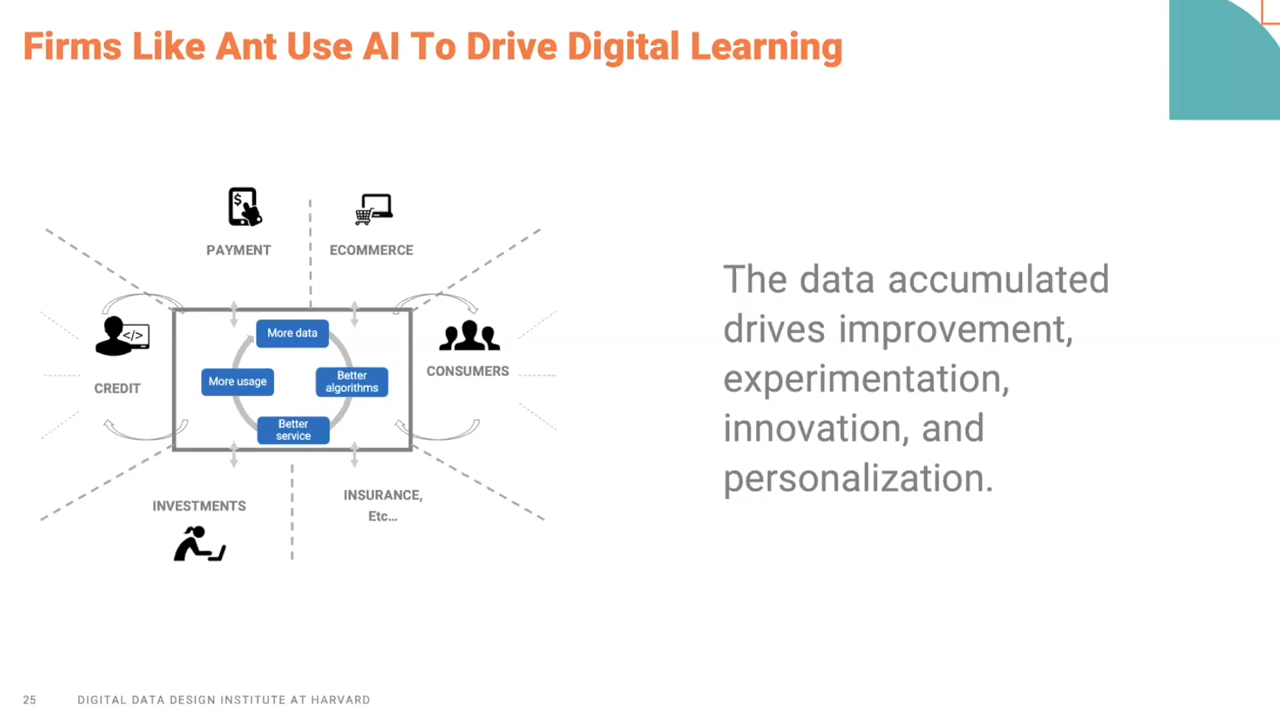 Firms Like Ant Use AI To Drive Digital Learning
$
PAYMENT
ECOMMERCE
</>
CREDIT
More data
More usage
Better
algorithms
Better
service
CONSUMERS
INVESTMENTS
INSURANCE,
Etc...
The data accumulated
drives improvement,
experimentation,
innovation, and
personalization.
25 DIGITAL DATA DESIGN INSTITUTE AT HARVARD